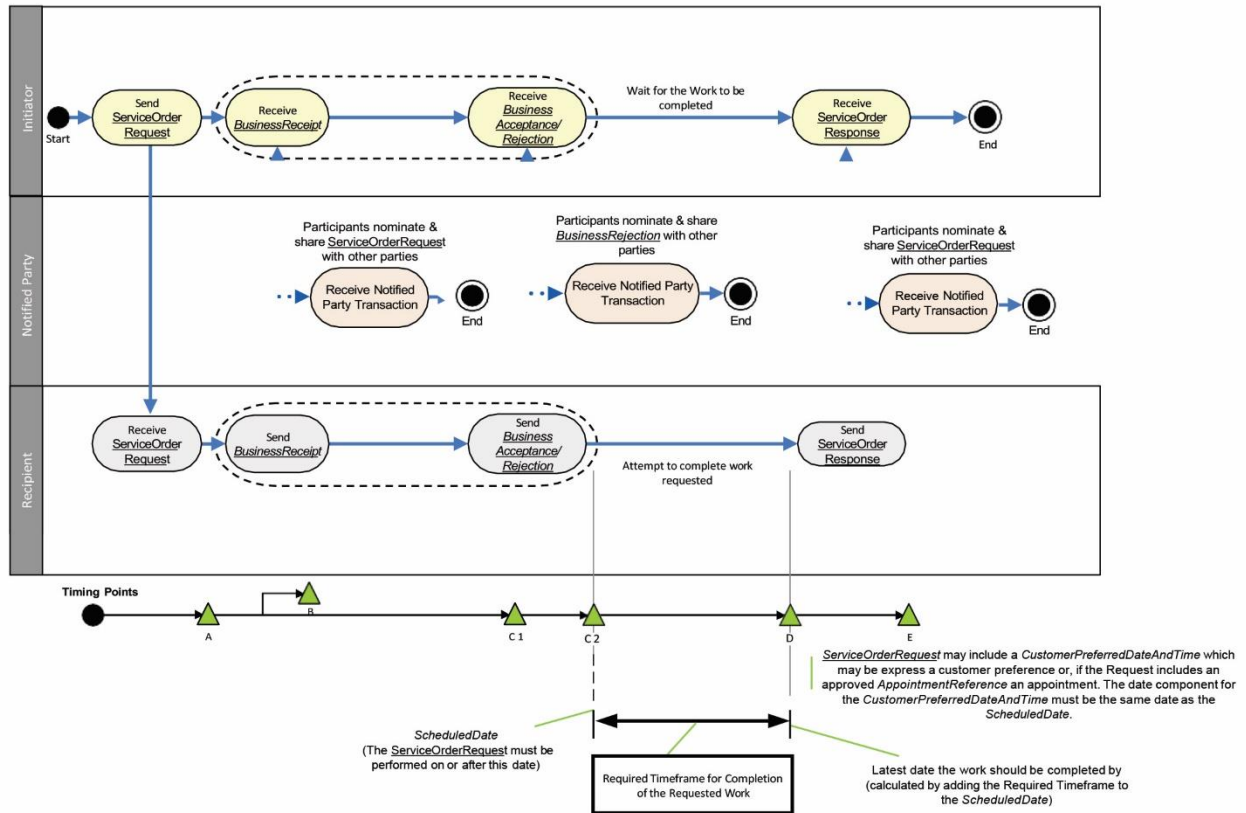 Initiator
Start
Send
ServiceOrder
Request
Receive
BusinessReceipt
Receive
Business
Acceptance/
Rejection
Wait for the Work to be
completed
Receive
ServiceOrder
Response
End
Notified Party
Participants nominate &
share ServiceOrderRequest
with other parties
Receive Notified
Party Transaction
End
Participants nominate & share
BusinessRejection with other
parties
Receive Notified Party
Transaction
End
Participants nominate &
share ServiceOrderRequest
with other parties
Receive Notified
Party Transaction
End
Recipient
Receive
ServiceOrder
Request
Send
BusinessReceipt
Send
Business
Acceptance/
Rejection
Attempt to complete work
requested
Send
ServiceOrder
Response
Timing Points
A
B
C 1
C 2
D
E
ServiceOrderRequest may include a CustomerPreferredDateAndTime which
may be express a customer preference or, if the Request includes an
approved AppointmentReference an appointment. The date component for
the CustomerPreferredDateAndTime must be the same date as the
ScheduledDate.
ScheduledDate
(The ServiceOrderRequest must be
performed on or after this date)
Required Timeframe for Completion
of the Requested Work
Latest date the work should be completed by
(calculated by adding the Required Timeframe to
the ScheduledDate)